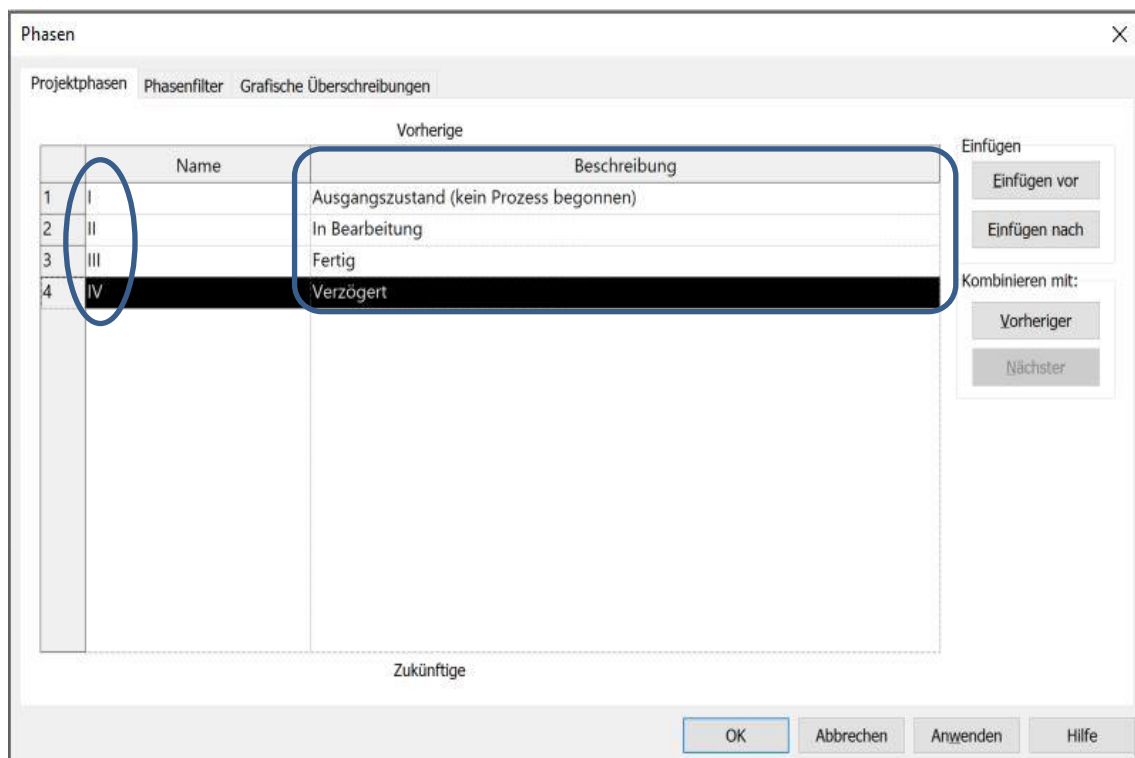 Phasen
Projektphasen Phasenfilter Grafische Überschreibungen
Vorherige
Name Beschreibung
1 I Ausgangszustand (kein Prozess begonnen)
2 II In Bearbeitung
3 III Fertig
4 IV Verzögert
Zukünftige
Einfügen
Einfügen vor
Einfügen nach
Kombinieren mit:
Vorheriger
Nächster
OK Abbrechen Anwenden Hilfe